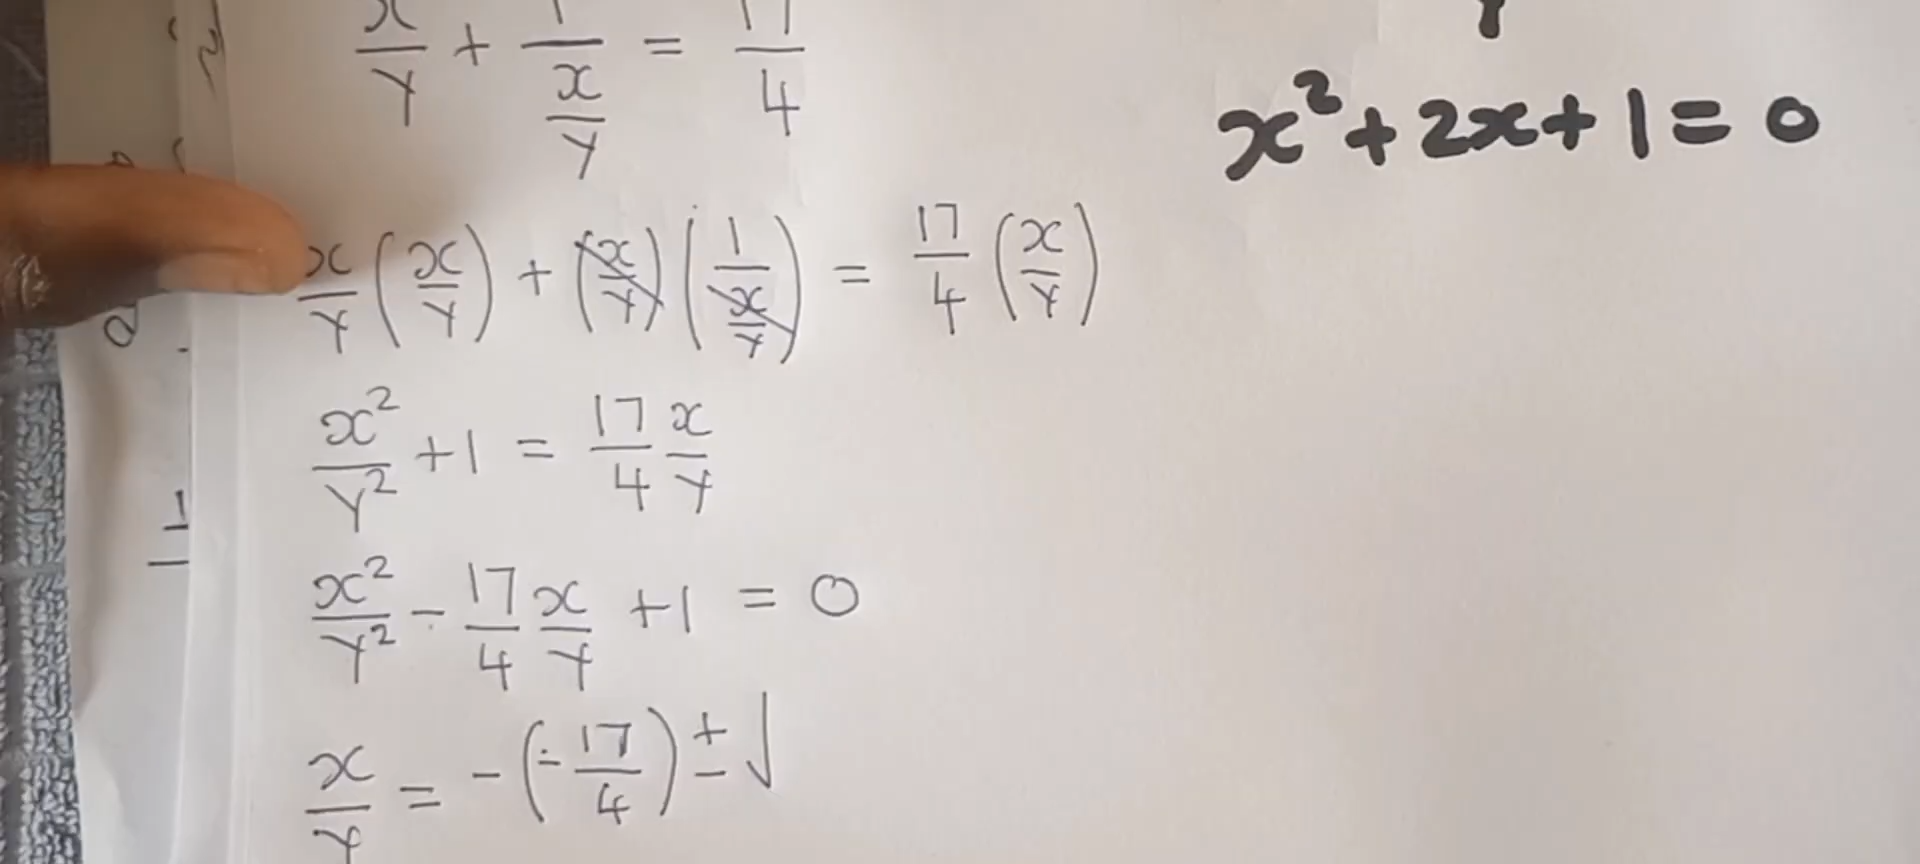 x/y + 1/(x/y) = 17/4
x² + 2x + 1 = 0
x/y (x/y) + (x/y) (1/(x/y)) = 17/4 (x/y)
x²/y² + 1 = 17/4 x/y
x²/y² - 17/4 x/y + 1 = 0
x/y = -(-17/4) ± √